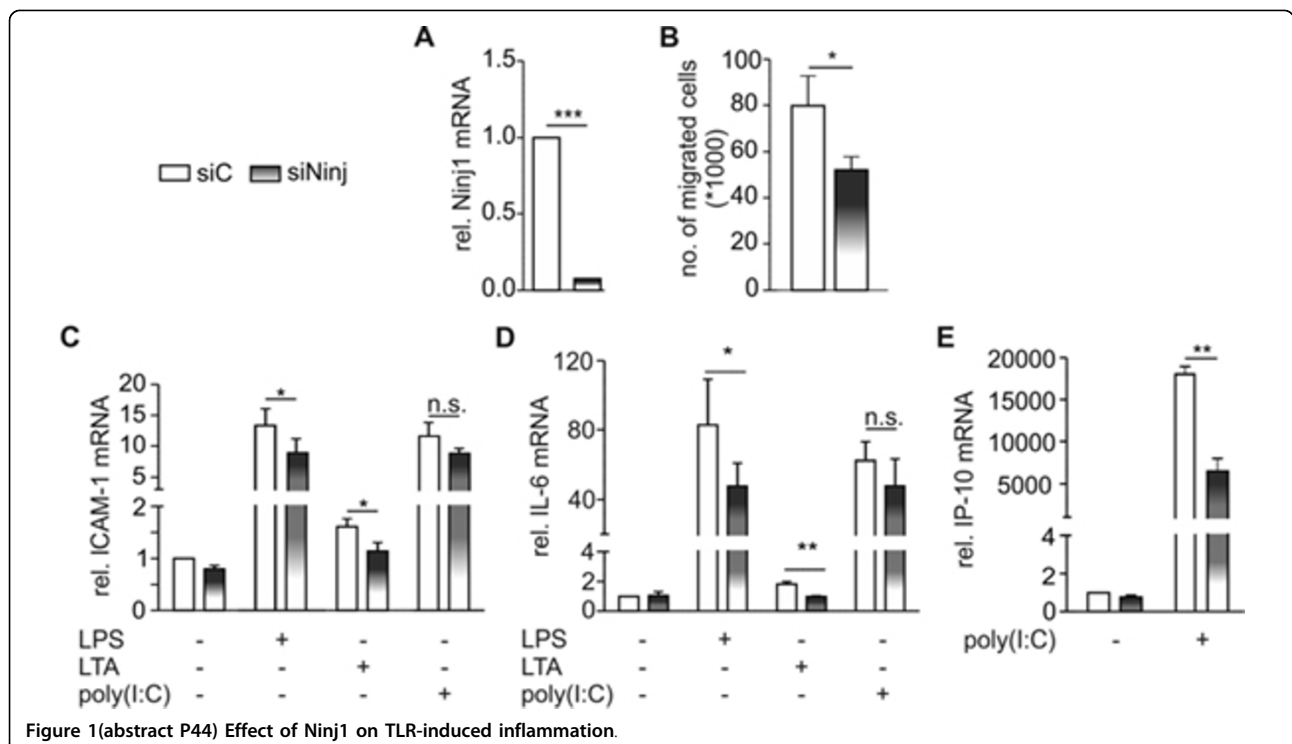 A
B
1.5
1.0
0.5
0.0
rel. Ninj1 mRNA
***
100
80
60
40
20
0
no. of migrated cells
(*1000)
*
siC siNinj
C
20
15
10
5
2
1
0
rel. ICAM-1 mRNA
*
*
n.s.
LPS - + - -
LTA - - + -
poly(I:C) - - - +
D
120
80
40
4
2
0
rel. IL-6 mRNA
*
**
n.s.
LPS - + - -
LTA - - + -
poly(I:C) - - - +
E
20000
15000
10000
5000
4
2
0
rel. IP-10 mRNA
**
poly(I:C) - +
Figure 1(abstract P44) Effect of Ninj1 on TLR-induced inflammation.